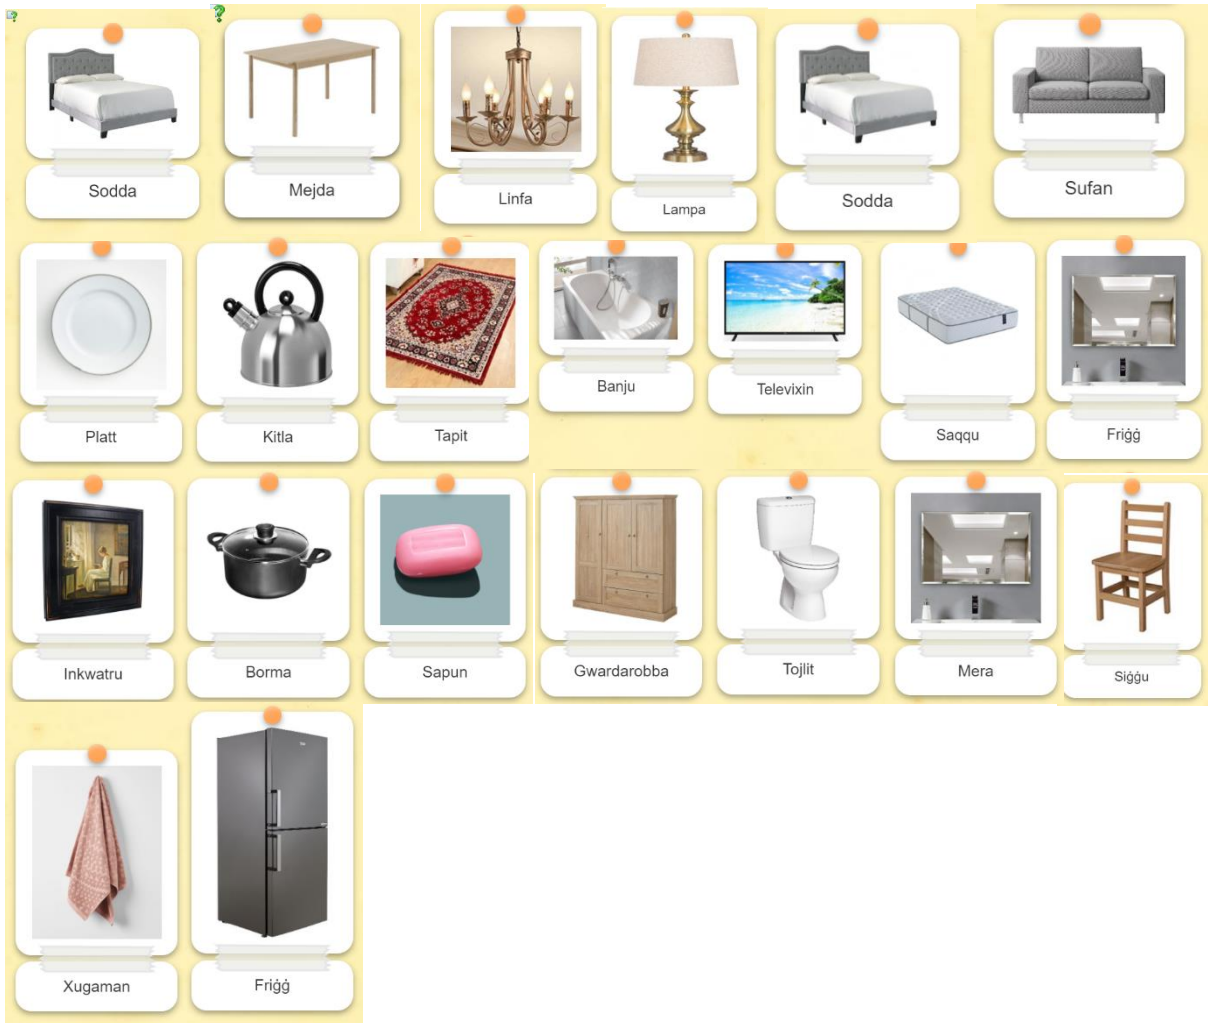 Sodda
Mejda
Linfa
Lampa
Sodda
Sufan
Platt
Kitla
Tapit
Banju
Televixin
Saqqu
Friġġ
Inkwatru
Borma
Sapun
Gwardarobba
Tojlit
Mera
Siġġu
Xugaman
Friġġ